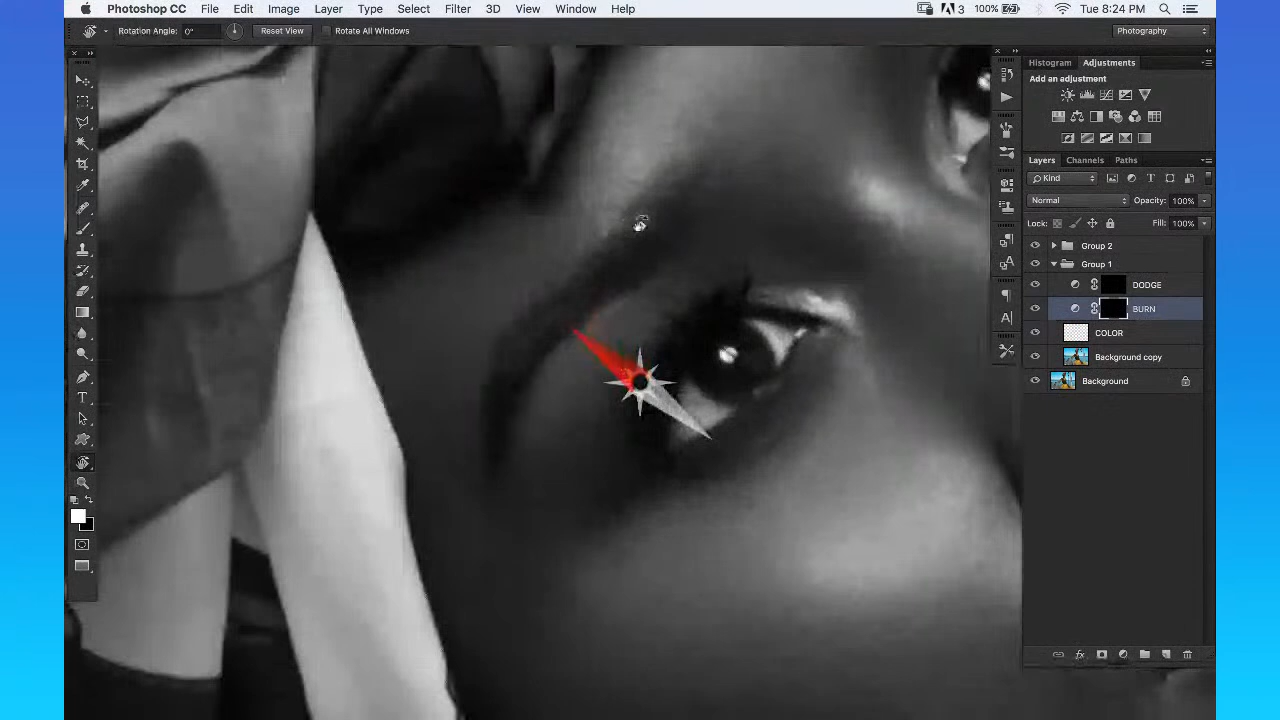 Photoshop CC File Edit Image Layer Type Select Filter 3D View Window Help 3 100% Tue 8:24 PM
Rotation Angle: 0° Reset View Rotate All Windows Photography
Histogram Adjustments
Add an adjustment
Layers Channels Paths
Kind
Normal Opacity: 100%
Lock: Fill: 100%
Group 2
Group 1
DODGE
BURN
COLOR
Background copy
Background